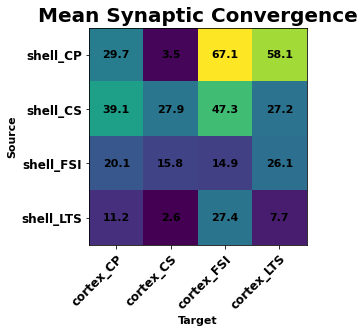 Mean Synaptic Convergence
shell_CP 29.7 3.5 67.1 58.1
shell_CS 39.1 27.9 47.3 27.2
shell_FSI 20.1 15.8 14.9 26.1
shell_LTS 11.2 2.6 27.4 7.7
Source
cortex_CP cortex_CS cortex_FSI cortex_LTS
Target